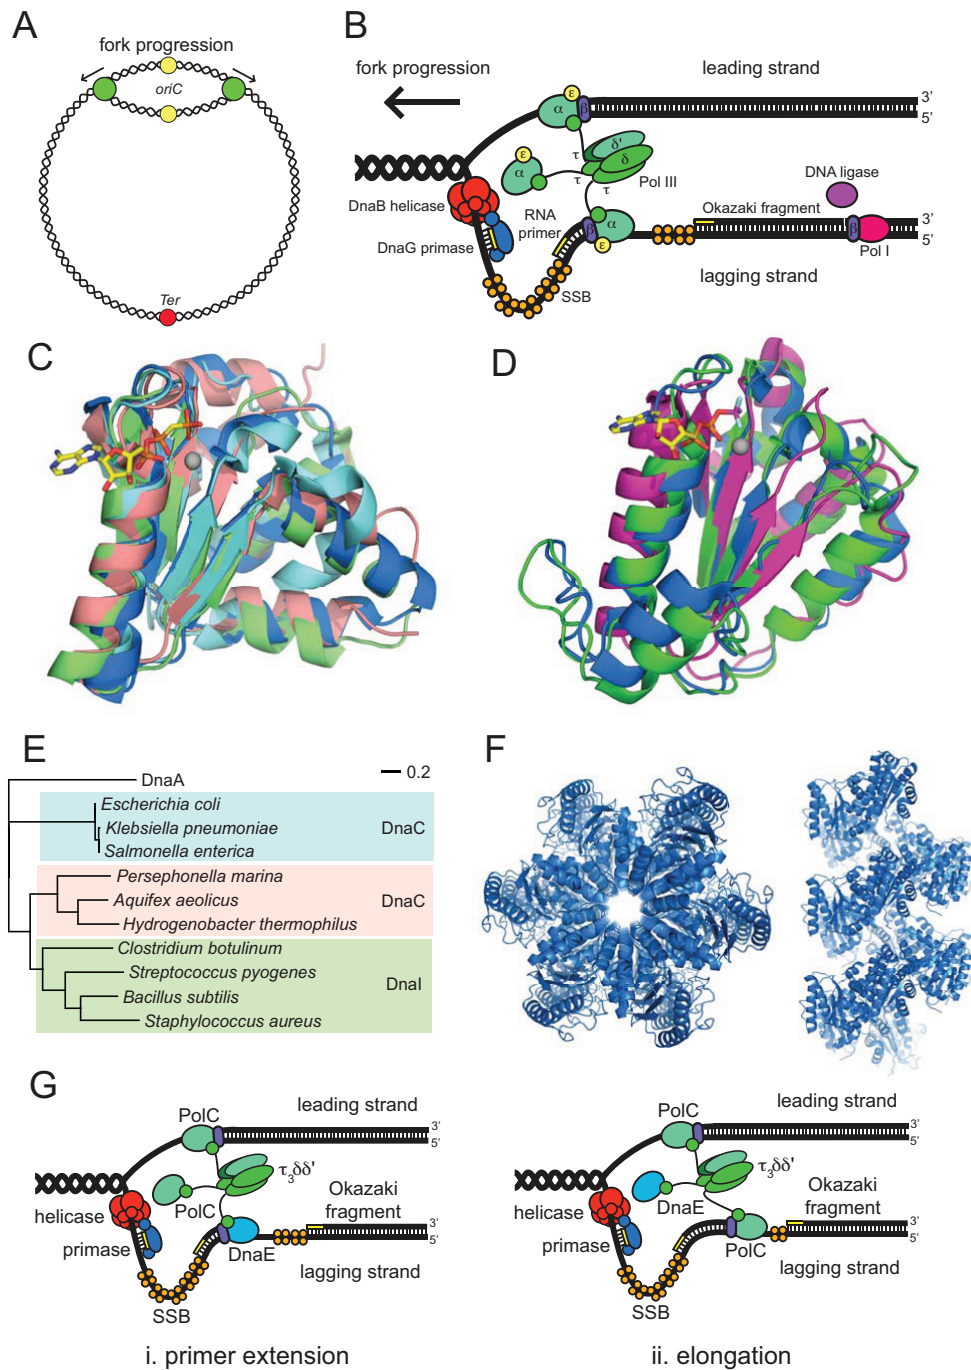 A
fork progression
oriC
Ter
B
fork progression
leading strand
ε
α
β
3’
5’
δ’
δ
ε
α
τ
τ
τ
Pol III
DNA ligase
DnaB helicase
RNA
primer
Okazaki fragment
DnaG primase
β
α
ε
β
3’
5’
Pol I
SSB
lagging strand
C
D
E
DnaA
0.2
Escherichia coli
Klebsiella pneumoniae
DnaC
Salmonella enterica
Persephonella marina
Aquifex aeolicus
DnaC
Hydrogenobacter thermophilus
Clostridium botulinum
Streptococcus pyogenes
DnaI
Bacillus subtilis
Staphylococcus aureus
F
G
PolC
leading strand
3’
5’
τ3δδ’
PolC
helicase
Okazaki
fragment
primase
DnaE
3’
5’
lagging strand
SSB
i. primer extension
PolC
leading strand
3’
5’
τ3δδ’
DnaE
helicase
Okazaki
fragment
primase
PolC
3’
5’
lagging strand
SSB
ii. elongation